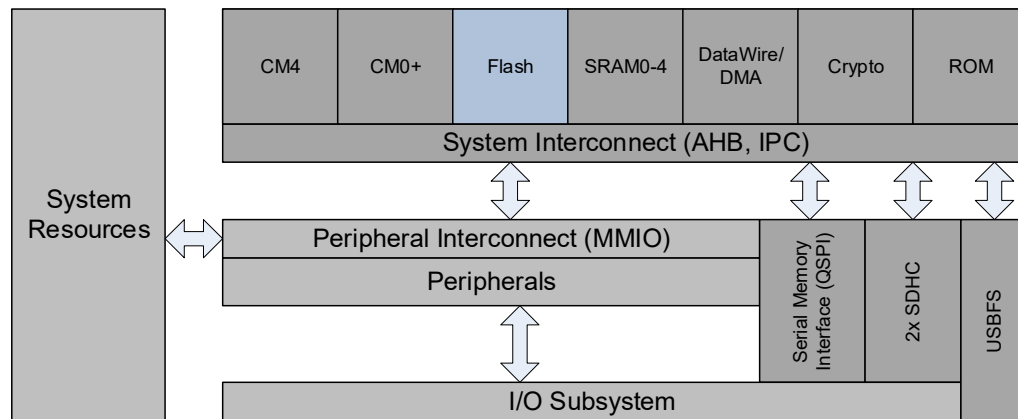 System
Resources
CM4
CM0+
Flash
SRAM0-4
DataWire/
DMA
Crypto
ROM
System Interconnect (AHB, IPC)
Peripheral Interconnect (MMIO)
Peripherals
Serial Memory
Interface (QSPI)
2x SDHC
USBFS
I/O Subsystem